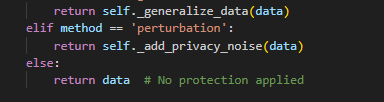 return self._generalize_data(data)
elif method == 'perturbation':
return self._add_privacy_noise(data)
else:
return data  # No protection applied